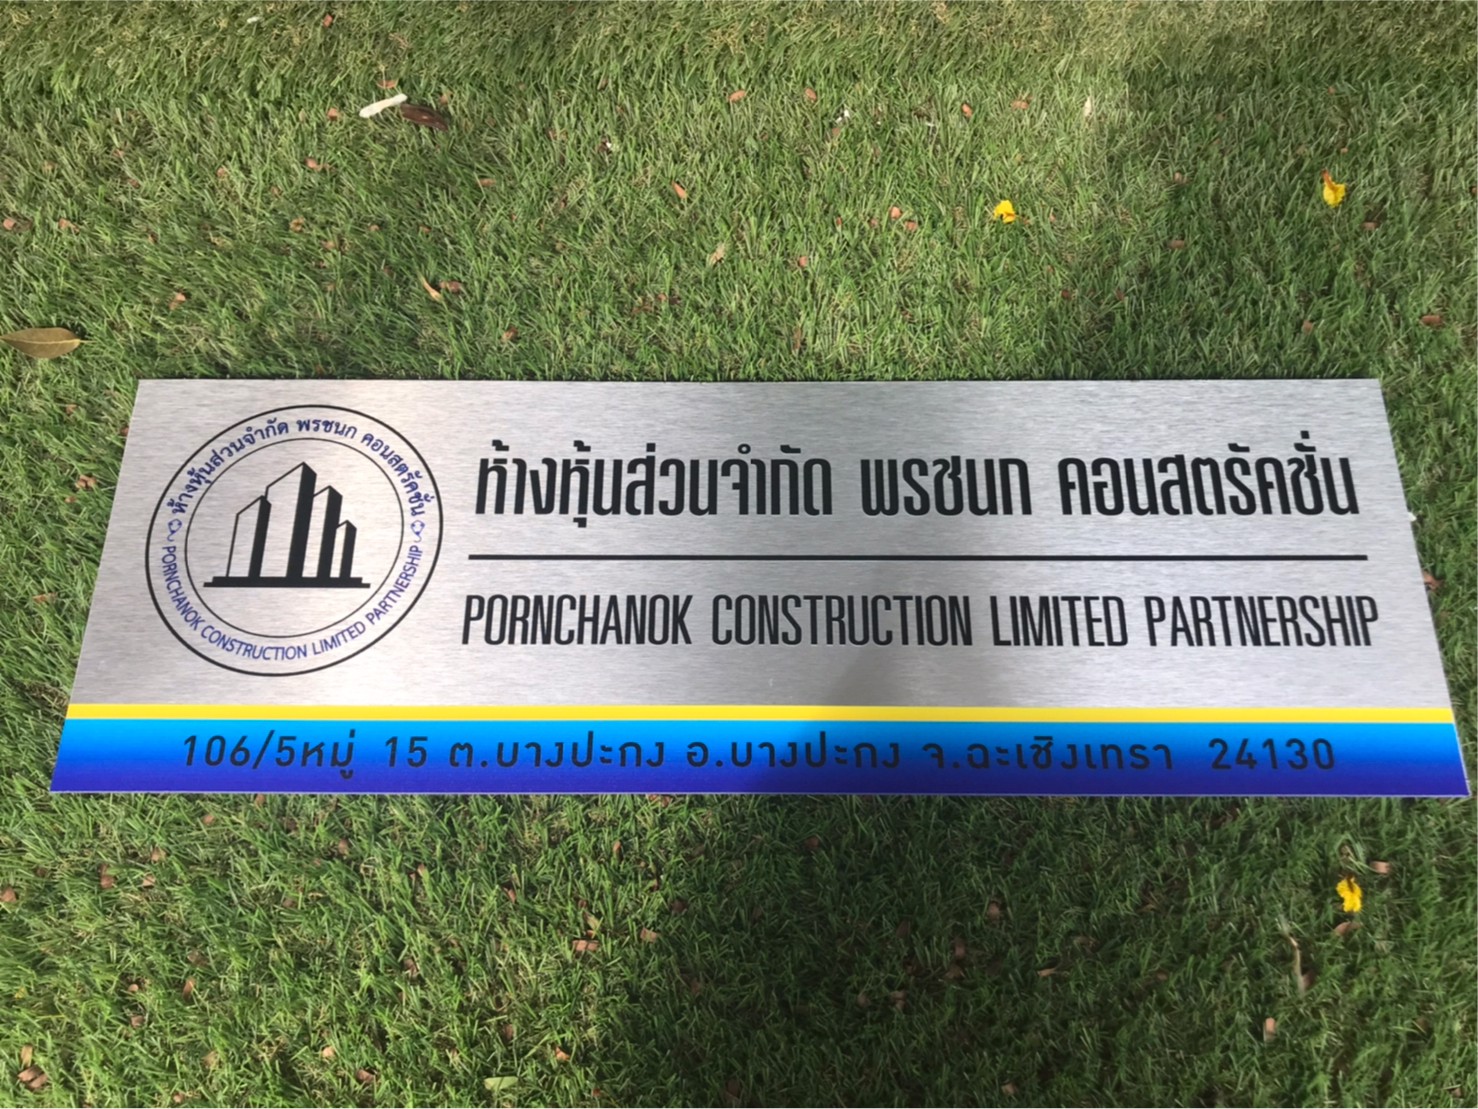 ห้างหุ้นส่วนจำกัด พรชนก คอนสตรัคชั่น
PORNCHANOK CONSTRUCTION LIMITED PARTNERSHIP
ห้างหุ้นส่วนจำกัด พรชนก คอนสตรัคชั่น
PORNCHANOK CONSTRUCTION LIMITED PARTNERSHIP
106/5หมู่ 15 ต.บางปะกง อ.บางปะกง จ.ฉะเชิงเทรา 24130